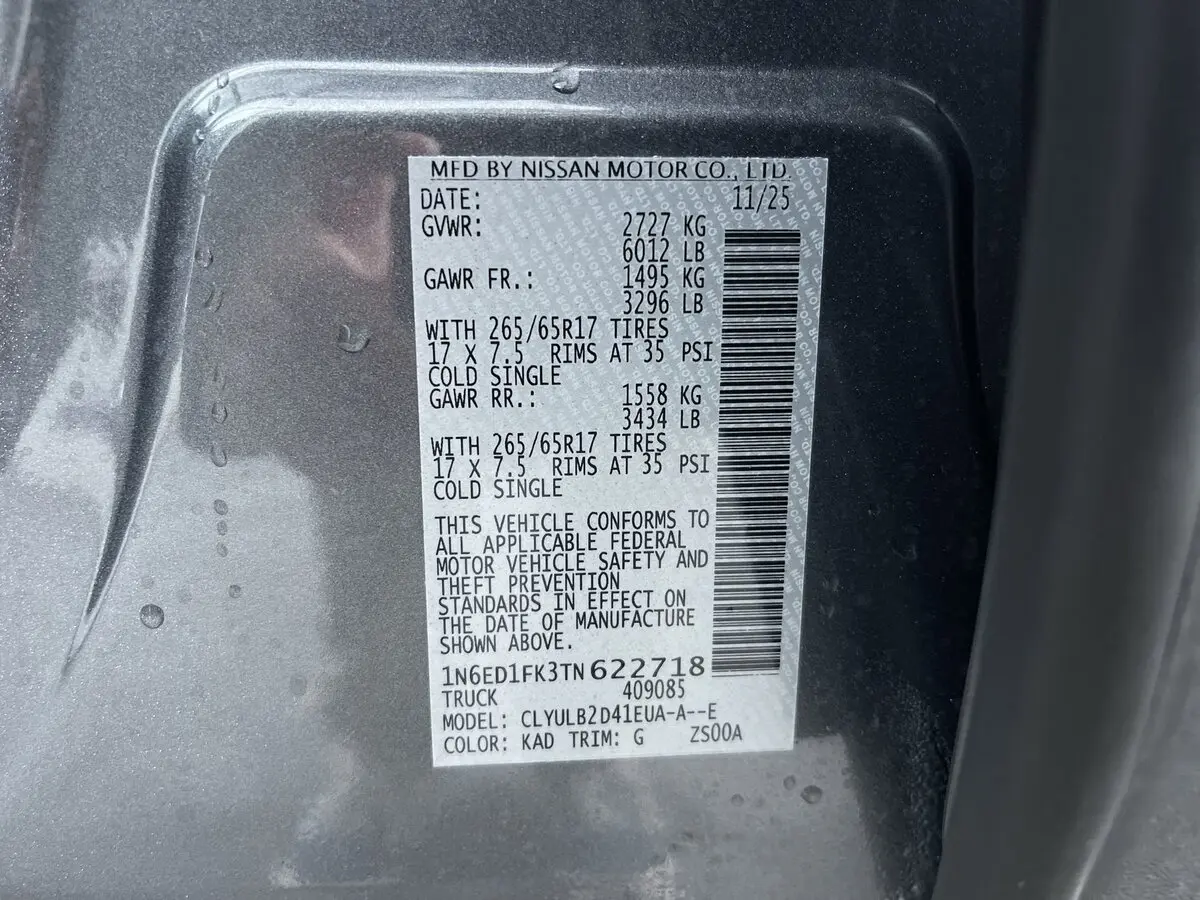 MFD BY NISSAN MOTOR CO., LTD.
DATE: 11/25
GVWR: 2727 KG
6012 LB
GAWR FR.: 1495 KG
3296 LB
WITH 265/65R17 TIRES
17 X 7.5 RIMS AT 35 PSI
COLD SINGLE
GAWR RR.: 1558 KG
3434 LB
WITH 265/65R17 TIRES
17 X 7.5 RIMS AT 35 PSI
COLD SINGLE
THIS VEHICLE CONFORMS TO
ALL APPLICABLE FEDERAL
MOTOR VEHICLE SAFETY AND
THEFT PREVENTION
STANDARDS IN EFFECT ON
THE DATE OF MANUFACTURE
SHOWN ABOVE.
1N6ED1FK3TN622718
TRUCK 409085
MODEL: CLYULB2D41EUA-A--E
COLOR: KAD TRIM: G ZS00A